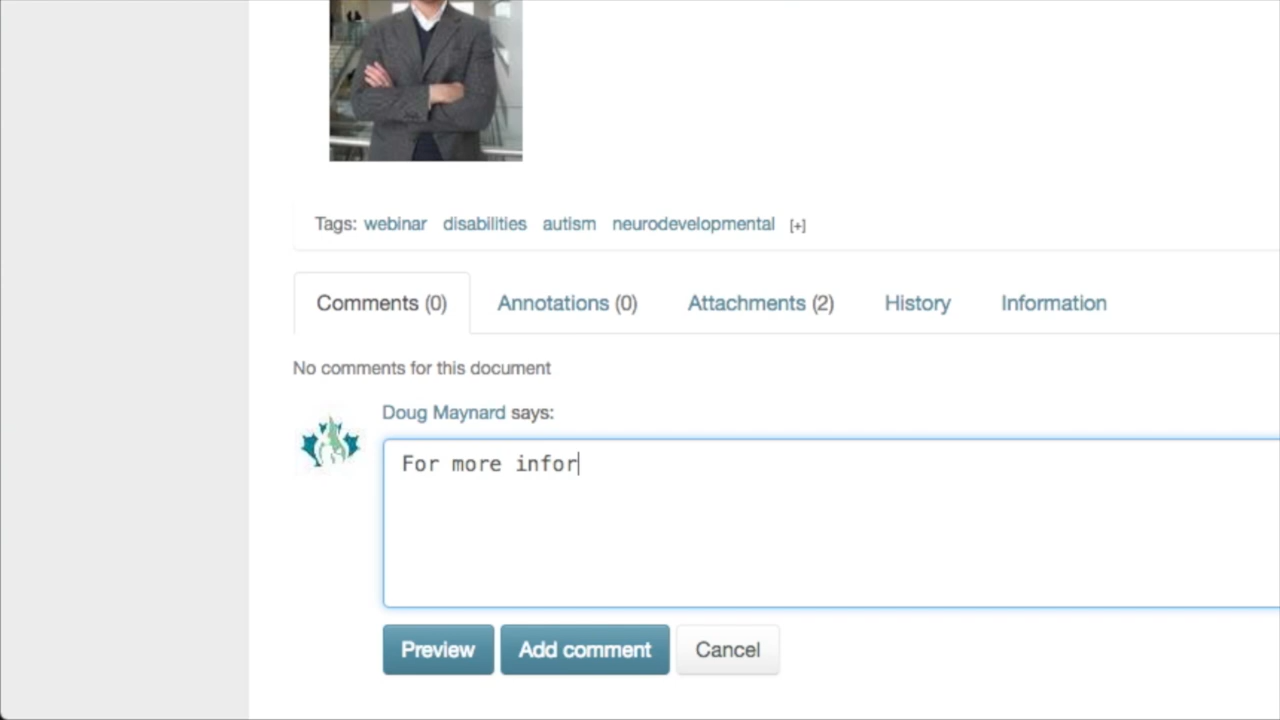 Tags: webinar disabilities autism neurodevelopmental [+]
Comments (0) Annotations (0) Attachments (2) History Information
No comments for this document
Doug Maynard says:
For more infor
Preview Add comment Cancel